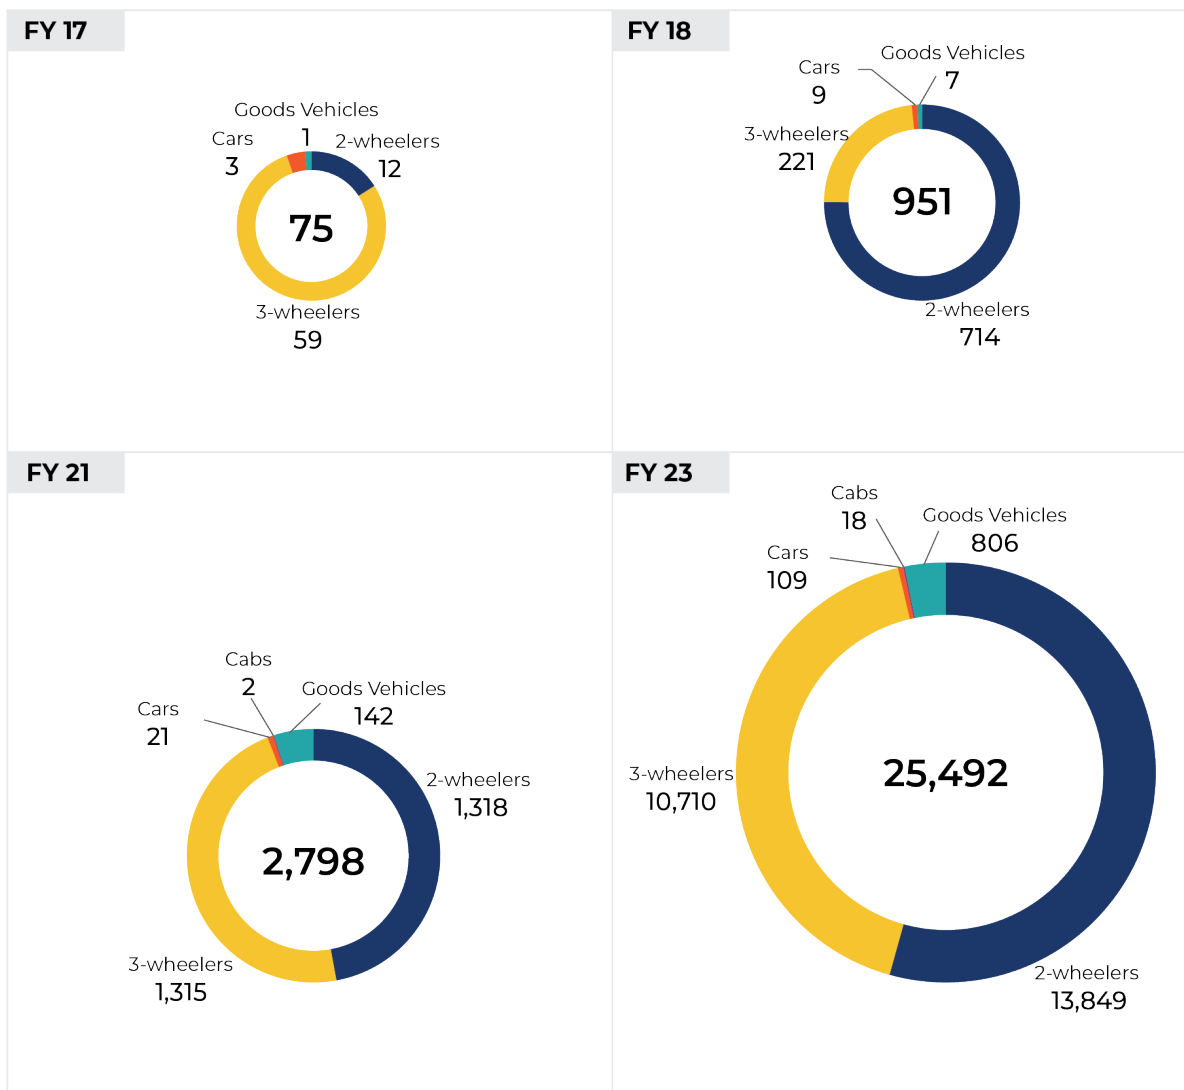 FY 17
Goods Vehicles
1
Cars
3
2-wheelers
12
75
3-wheelers
59
FY 18
Goods Vehicles
7
Cars
9
3-wheelers
221
951
2-wheelers
714
FY 21
Cabs
2
Goods Vehicles
142
Cars
21
2-wheelers
1,318
2,798
3-wheelers
1,315
FY 23
Cabs
18
Goods Vehicles
806
Cars
109
3-wheelers
10,710
25,492
2-wheelers
13,849